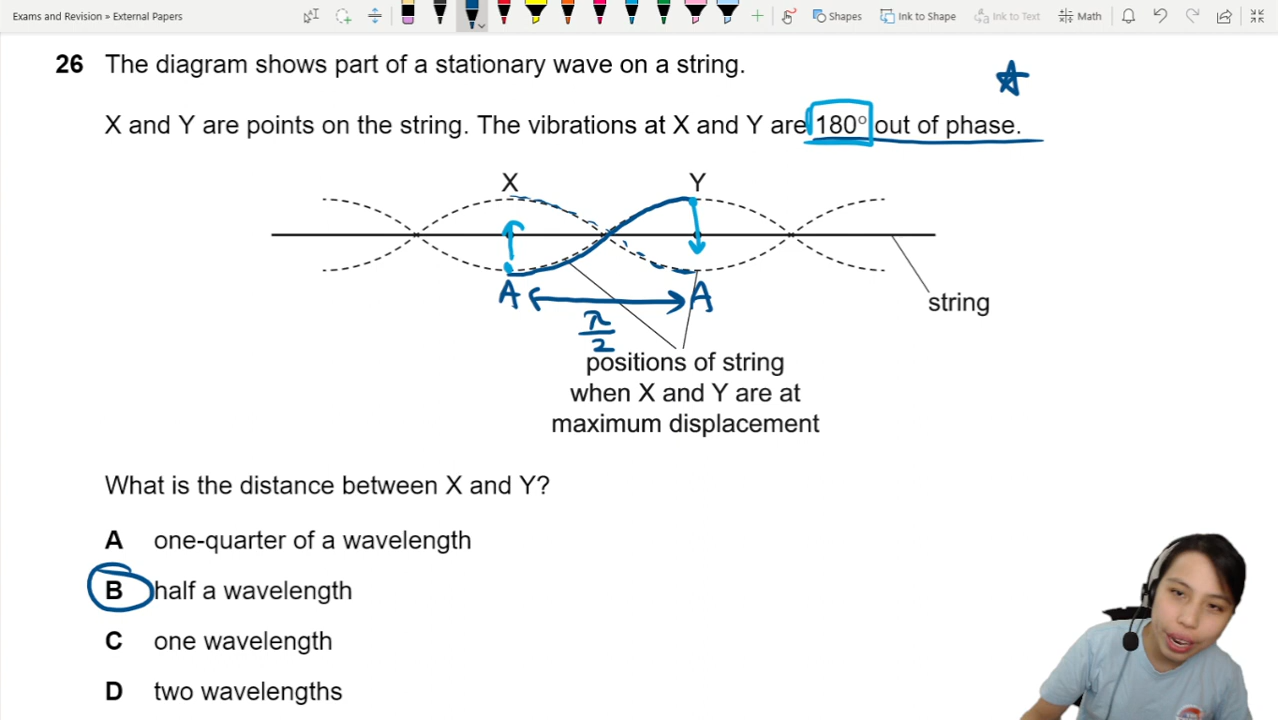 Exams and Revision » External Papers
Shapes
Ink to Shape
Ink to Text
Math
26 The diagram shows part of a stationary wave on a string.
X and Y are points on the string. The vibrations at X and Y are 180° out of phase.
X
Y
A
A
λ/2
string
positions of string
when X and Y are at
maximum displacement
What is the distance between X and Y?
A one-quarter of a wavelength
B half a wavelength
C one wavelength
D two wavelengths